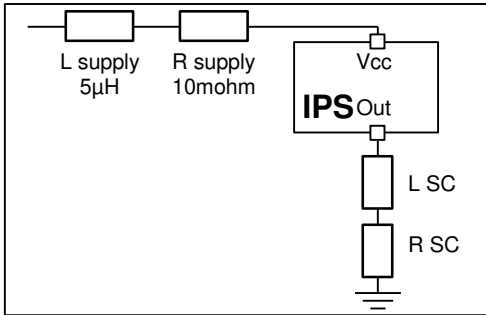 L supply
5µH
R supply
10mohm
Vcc
IPS Out
L SC
R SC